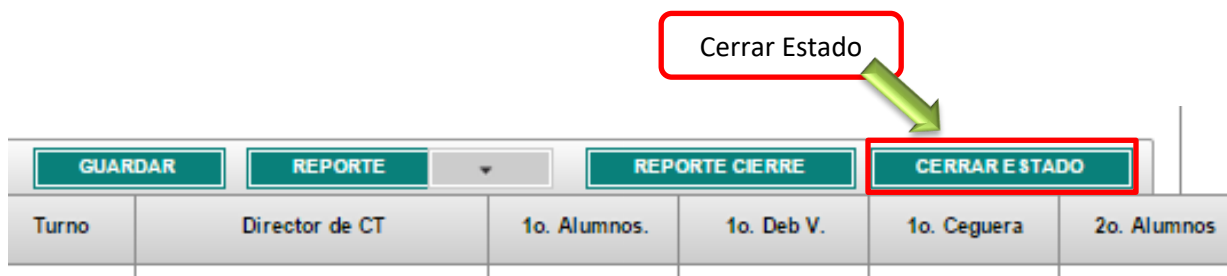 Cerrar Estado
GUARDAR REPORTE REPORTE CIERRE CERRAR ESTADO
Turno Director de CT 1o. Alumnos. 1o. Deb V. 1o. Ceguera 2o. Alumnos